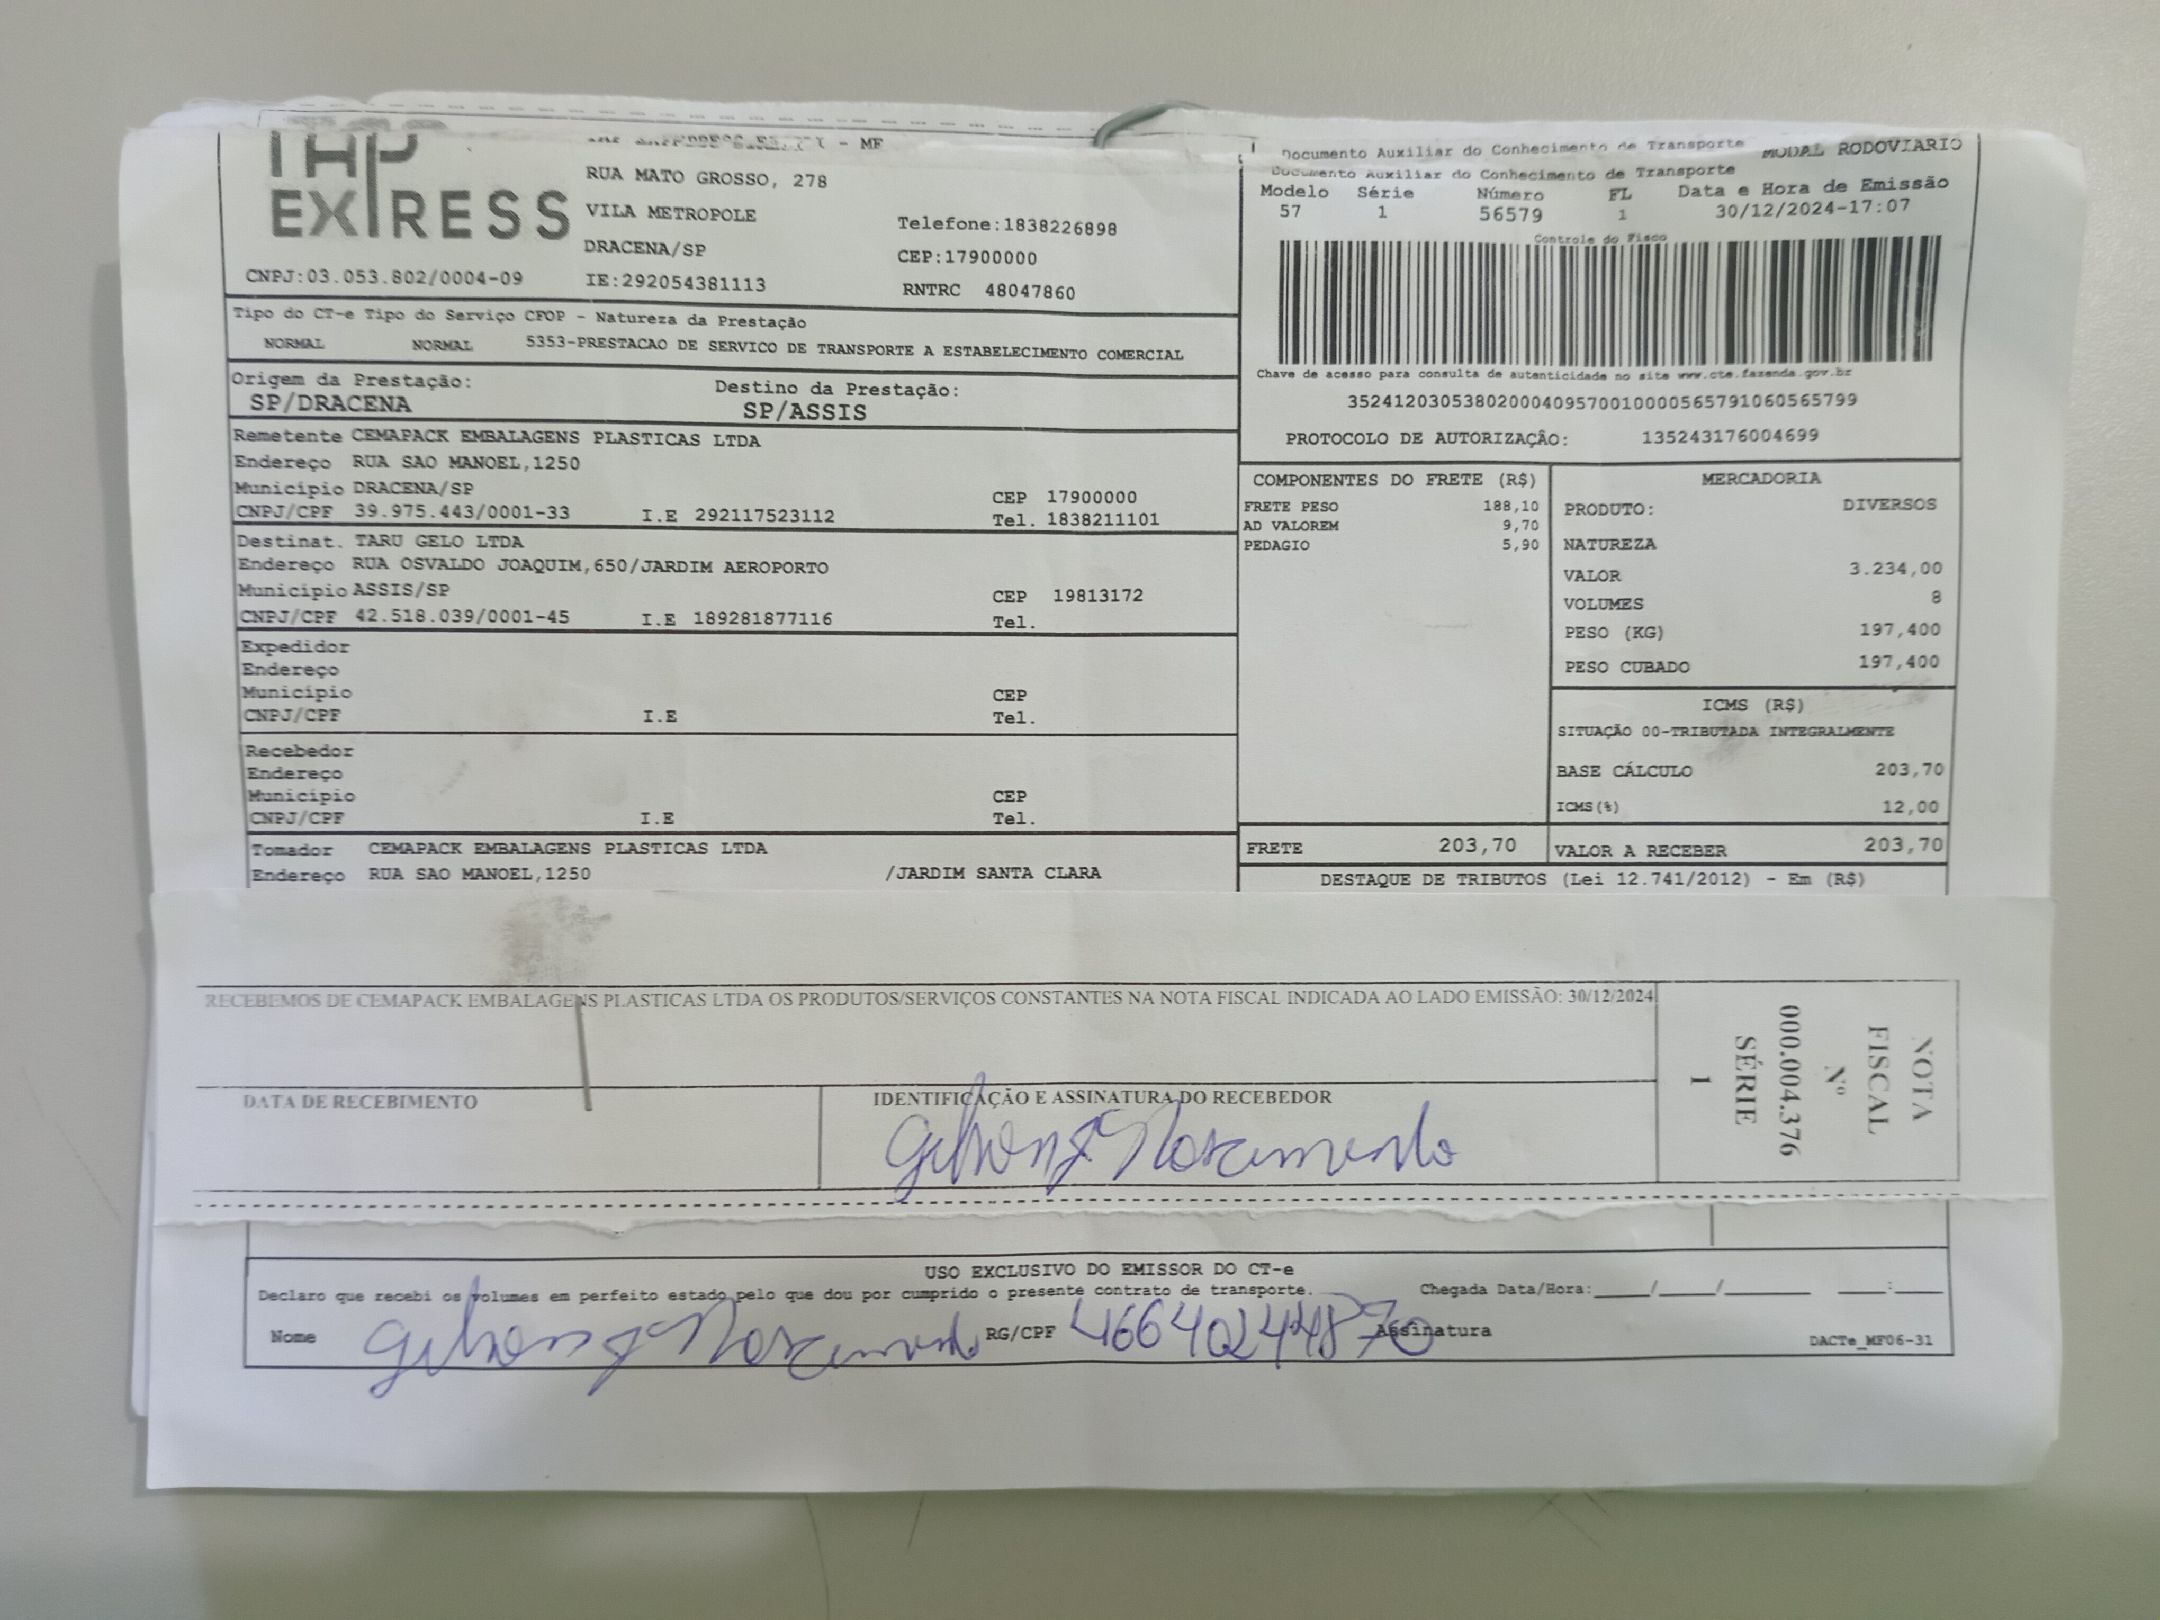 THP
EXPRESS
- MF
RUA MATO GROSSO, 278
VILA METROPOLE
Telefone:1838226898
DRACENA/SP
CEP:17900000
CNPJ:03.053.802/0004-09
IE:292054381113
RNTRC 48047860
Documento Auxiliar do Conhecimento de Transporte MODAL RODOVIARIO
Documento Auxiliar do Conhecimento de Transporte
Modelo Série Número FL Data e Hora de Emissão
57 1 56579 1 30/12/2024-17:07
Controle do Fisco
Chave de acesso para consulta de autenticidade no site www.cte.fazenda.gov.br
35241203053802000409570010000565791060565799
PROTOCOLO DE AUTORIZAÇÂO: 135243176004699
Tipo do CT-e Tipo do Serviço CFOP - Natureza da Prestação
NORMAL NORMAL 5353-PRESTACAO DE SERVICO DE TRANSPORTE A ESTABELECIMENTO COMERCIAL
Origem da Prestação: Destino da Prestação:
SP/DRACENA SP/ASSIS
Remetente CEMAPACK EMBALAGENS PLASTICAS LTDA
Endereço RUA SAO MANOEL,1250
Município DRACENA/SP CEP 17900000
CNPJ/CPF 39.975.443/0001-33 I.E 292117523112 Tel. 1838211101
Destinat. TARU GELO LTDA
Endereço RUA OSVALDO JOAQUIM,650/JARDIM AEROPORTO
Município ASSIS/SP CEP 19813172
CNPJ/CPF 42.518.039/0001-45 I.E 189281877116 Tel.
Expedidor
Endereço
Município CEP
CNPJ/CPF I.E Tel.
Recebedor
Endereço
Município CEP
CNPJ/CPF I.E Tel.
Tomador CEMAPACK EMBALAGENS PLASTICAS LTDA
Endereço RUA SAO MANOEL,1250 /JARDIM SANTA CLARA
COMPONENTES DO FRETE (R$)
FRETE PESO 188,10
AD VALOREM 9,70
PEDAGIO 5,90
MERCADORIA
PRODUTO: DIVERSOS
NATUREZA
VALOR 3.234,00
VOLUMES 8
PESO (KG) 197,400
PESO CUBADO 197,400
ICMS (R$)
SITUAÇÃO 00-TRIBUTADA INTEGRALMENTE
BASE CÁLCULO 203,70
ICMS(%) 12,00
FRETE 203,70 VALOR A RECEBER 203,70
DESTAQUE DE TRIBUTOS (Lei 12.741/2012) - Em (R$)
RECEBEMOS DE CEMAPACK EMBALAGENS PLASTICAS LTDA OS PRODUTOS/SERVIÇOS CONSTANTES NA NOTA FISCAL INDICADA AO LADO EMISSÃO: 30/12/2024
DATA DE RECEBIMENTO
IDENTIFICAÇÃO E ASSINATURA DO RECEBEDOR
Nascimento
NOTA
FISCAL
Nº
000.004.376
SÉRIE
1
USO EXCLUSIVO DO EMISSOR DO CT-e
Declaro que recebi os volumes em perfeito estado pelo que dou por cumprido o presente contrato de transporte. Chegada Data/Hora:____/____/______ ___:___
Nome Nascimento RG/CPF 46640244870 Assinatura
DACTe_MF06-31